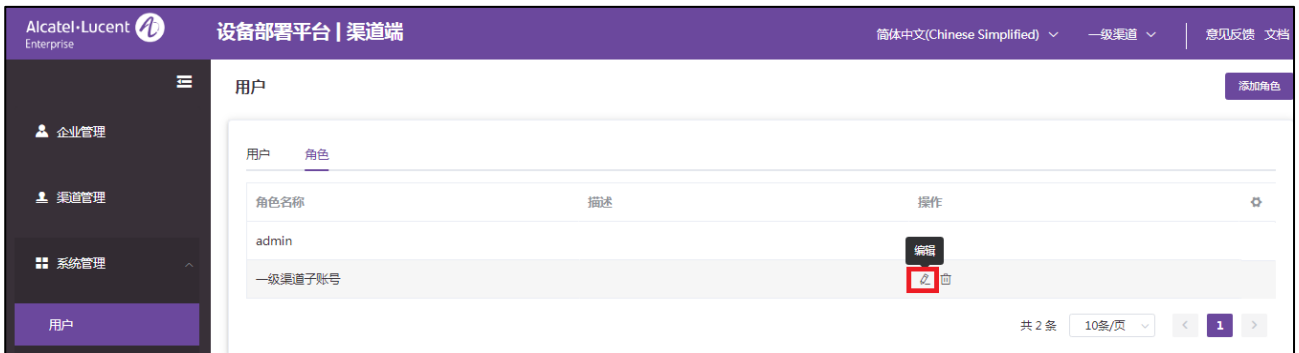 Alcatel·Lucent
Enterprise
设备部署平台 | 渠道端
简体中文(Chinese Simplified)
一级渠道
意见反馈 文档
用户
添加角色
企业管理
用户 角色
渠道管理
角色名称 描述 操作
admin
编辑
系统管理
一级渠道子账号
用户
共 2 条 10条/页 1